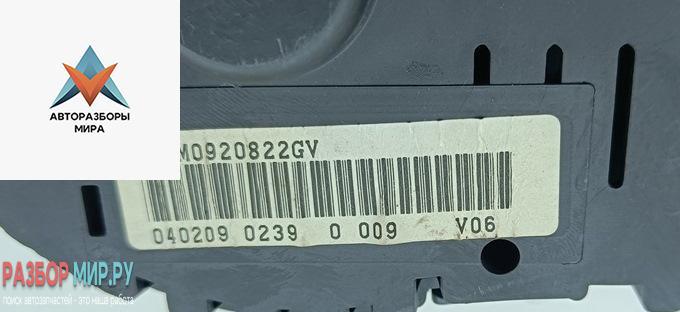 АВТОРАЗБОРЫ
МИРА
M0920822GV
040209 0239 0 009 V06
РАЗБОР МИР.РУ
поиск автозапчастей - это наша работа